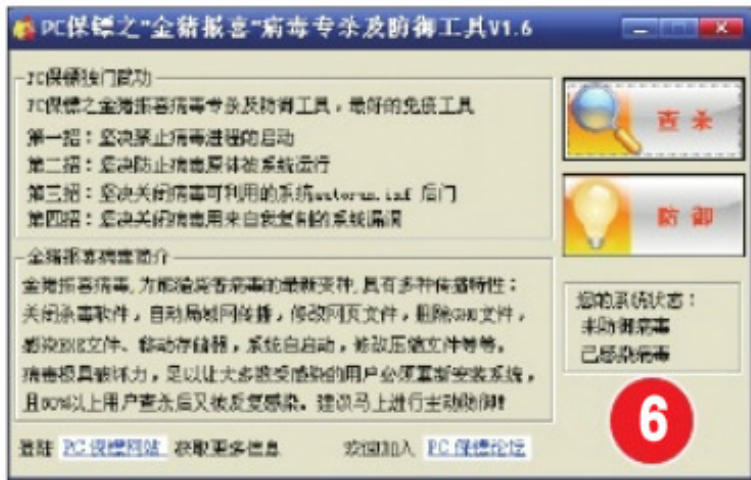 PC保镖之"金猪报喜"病毒专杀及防御工具V1.6
PC保镖独门武功
PC保镖之金猪报喜病毒专杀及防御工具，最好的免疫工具
第一招：坚决禁止病毒进程的启动
第二招：坚决防止病毒原体被系统运行
第三招：坚决关闭病毒可利用的系统autorun.inf 后门
第四招：坚决关闭病毒用来自我复制的系统漏洞
查杀
防御
金猪报喜病毒简介
金猪报喜病毒,为熊猫烧香病毒的最新变种,具有多种传播特性：
关闭杀毒软件，自动局域网传播，修改网页文件，删除GHO文件，
感染EXE文件、移动存储器，系统自启动，修改压缩文件等等。
病毒极具破坏力，足以让大多数受感染的用户必须重新安装系统，
且80%以上用户查杀后又被反复感染。建议马上进行主动防御!
您的系统状态：
未防御病毒
已感染病毒
6
登陆 PC 保镖网站 获取更多信息 欢迎加入 PC 保镖论坛